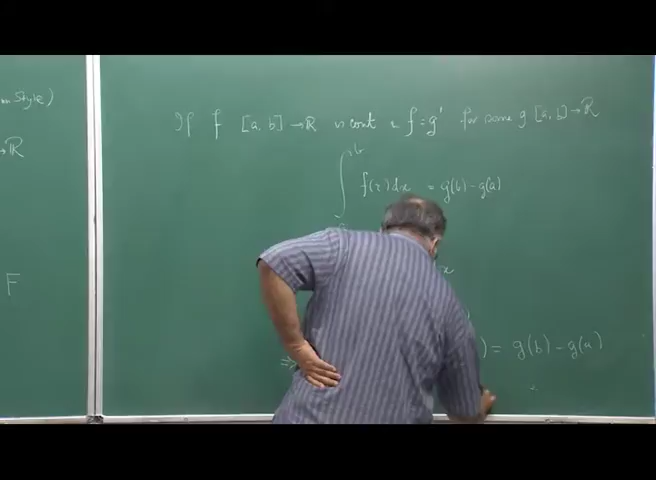 m Style)
If f [a, b] → ℝ is cont & f = g' for some g [a, b] → ℝ
→ ℝ
∫ b f(x) dx = g(b) - g(a)
F
x
⇒ ) = g(b) - g(a)